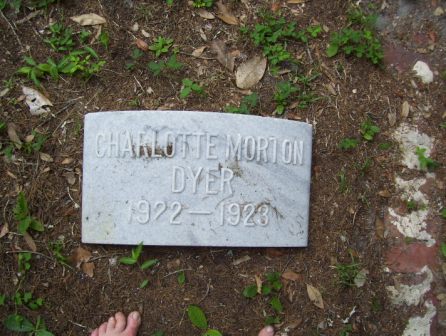 CHARLOTTE MORTON
DYER
1922 — 1923